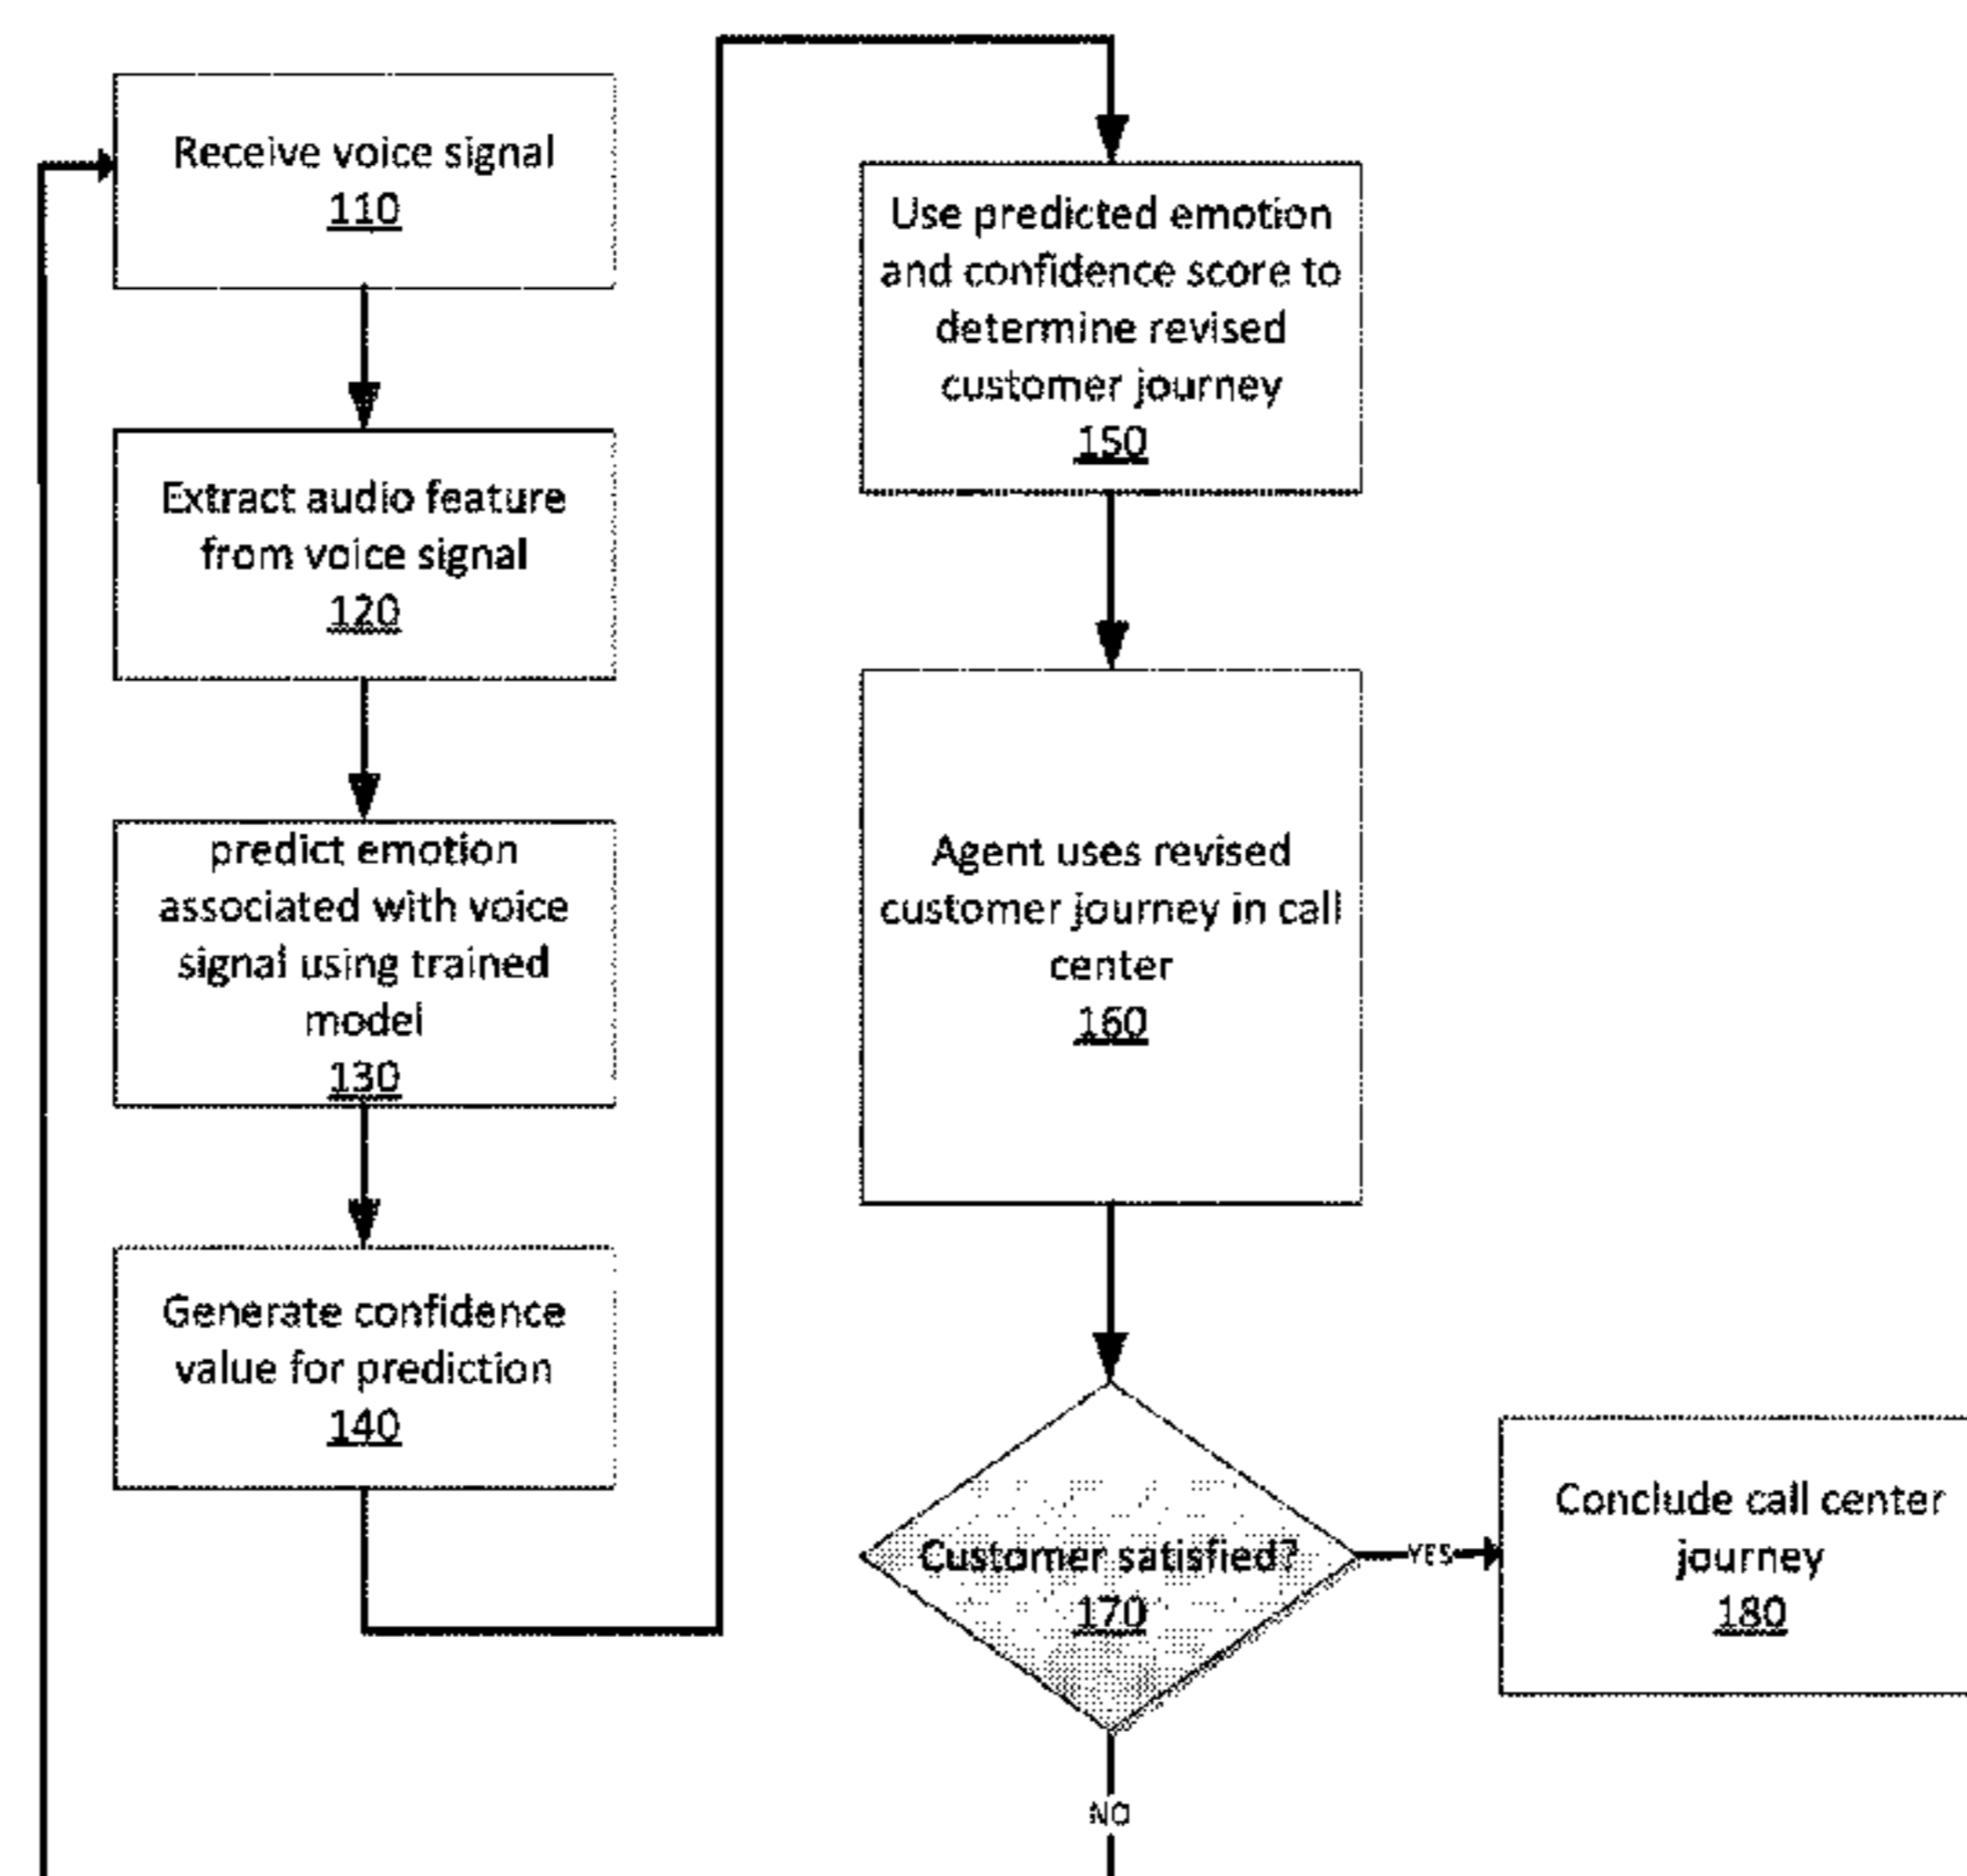 Receive voice signal
110
Extract audio feature
from voice signal
120
predict emotion
associated with voice
signal using trained
model
130
Generate confidence
value for prediction
140
Use predicted emotion
and confidence score to
determine revised
customer journey
150
Agent uses revised
customer journey in call
center
160
Customer satisfied?
170
YES
Conclude call center
journey
180
NO